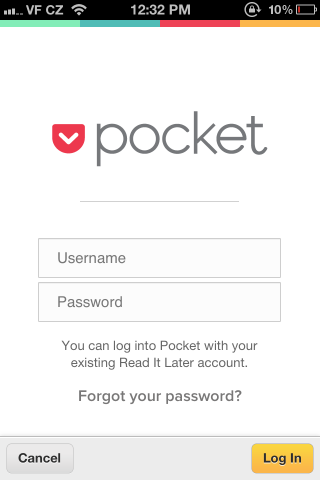 VF CZ 12:32 PM 10%
pocket
Username
Password
You can log into Pocket with your
existing Read It Later account.
Forgot your password?
Cancel Log In